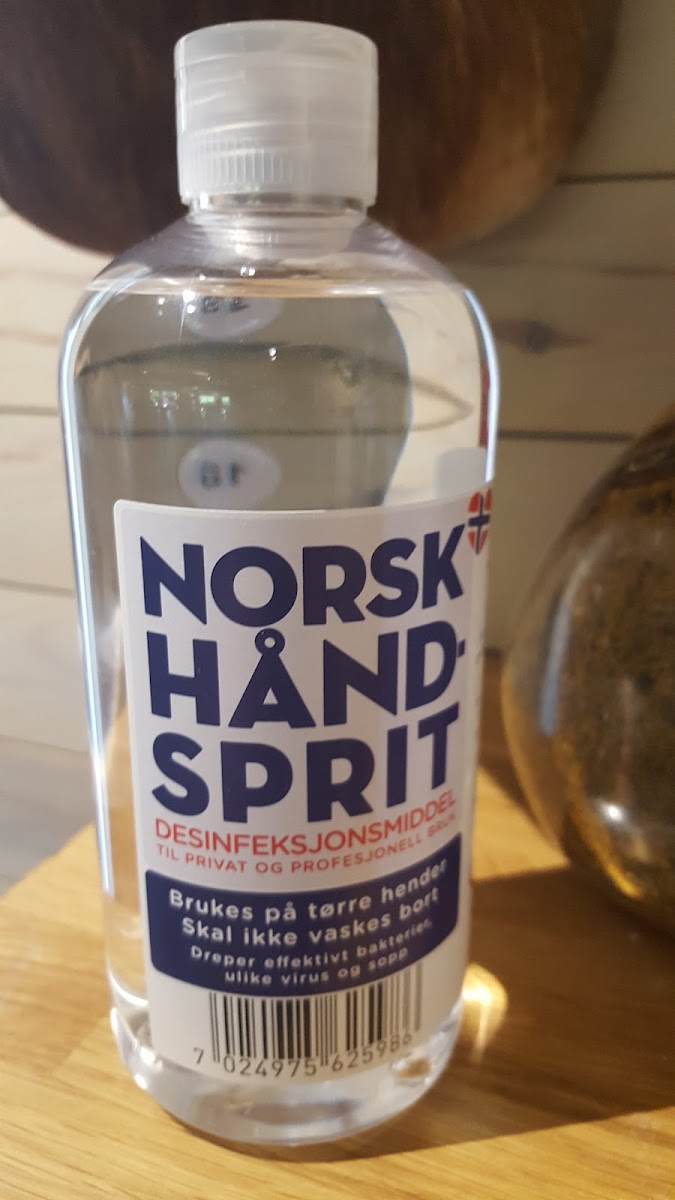 NORSK
HÅND-
SPRIT
DESINFEKSJONSMIDDEL
TIL PRIVAT OG PROFESJONELL BRUK
Brukes på tørre hender
Skal ikke vaskes bort
Drøper effektivt bakterier,
ulike virus og sopp
7 024975 625986